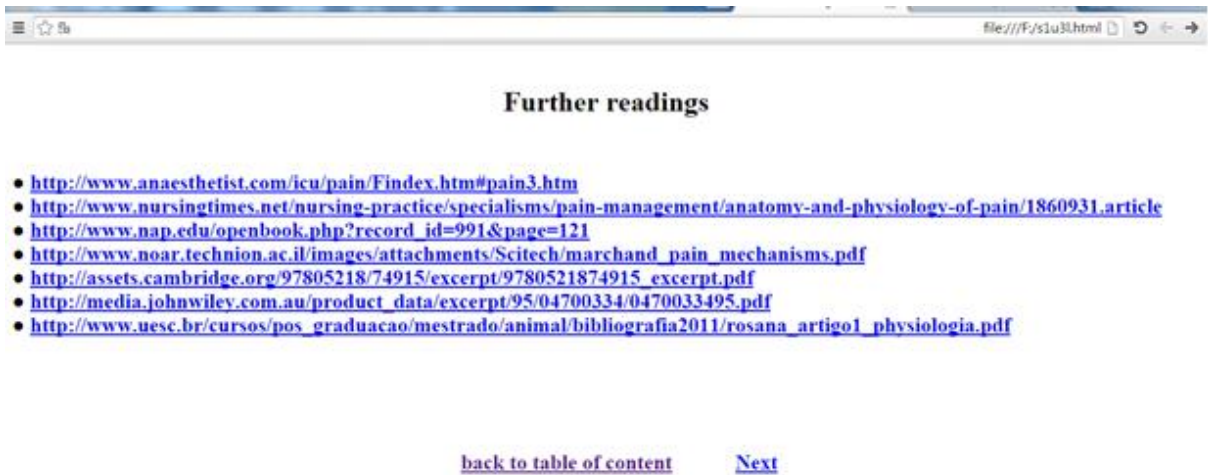 file:///F:/s1u3l.html
Further readings
• http://www.anaesthetist.com/icu/pain/Findex.htm#pain3.htm
• http://www.nursingtimes.net/nursing-practice/specialisms/pain-management/anatomy-and-physiology-of-pain/1860931.article
• http://www.nap.edu/openbook.php?record_id=991&page=121
• http://www.noar.technion.ac.il/images/attachments/Scitech/marchand_pain_mechanisms.pdf
• http://assets.cambridge.org/97805218/74915/excerpt/9780521874915_excerpt.pdf
• http://media.johnwiley.com.au/product_data/excerpt/95/04700334/0470033495.pdf
• http://www.uesc.br/cursos/pos_graduacao/mestrado/animal/bibliografia2011/rosana_artigo1_physiologia.pdf
back to table of content Next